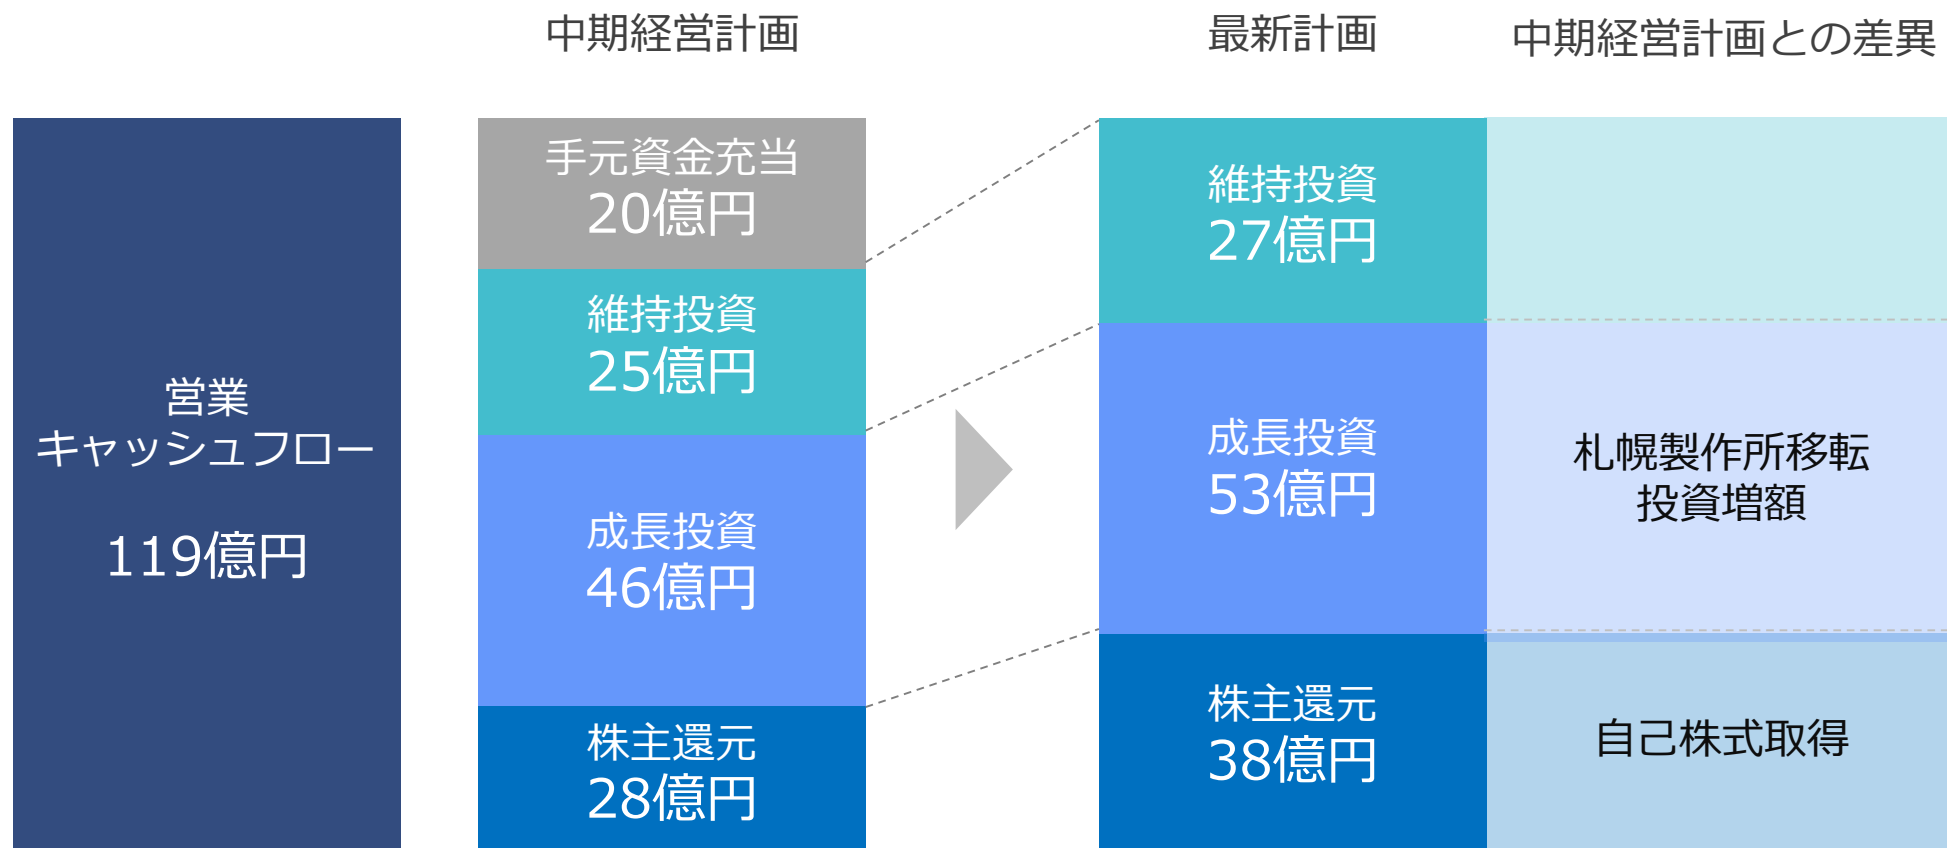 中期経営計画
最新計画
中期経営計画との差異
営業
キャッシュフロー
119億円
手元資金充当
20億円
維持投資
25億円
成長投資
46億円
株主還元
28億円
維持投資
27億円
成長投資
53億円
株主還元
38億円
札幌製作所移転
投資増額
自己株式取得